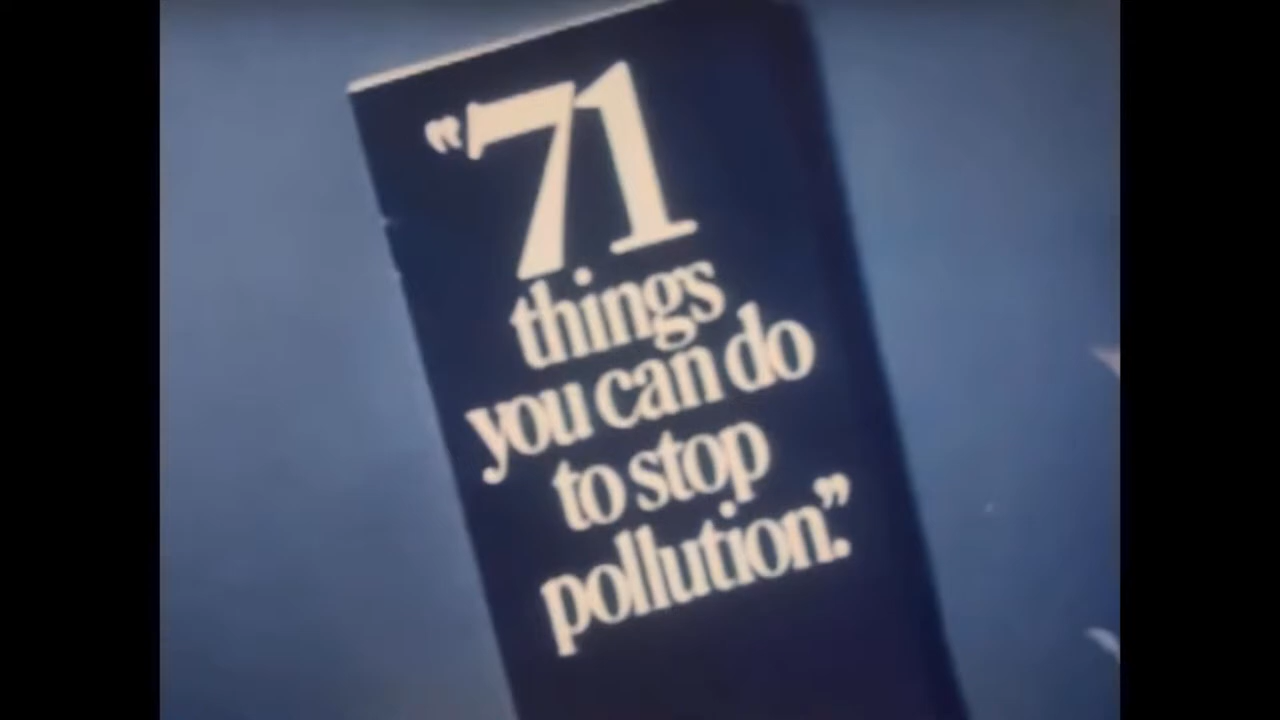 “71
things
you can do
to stop
pollution.”